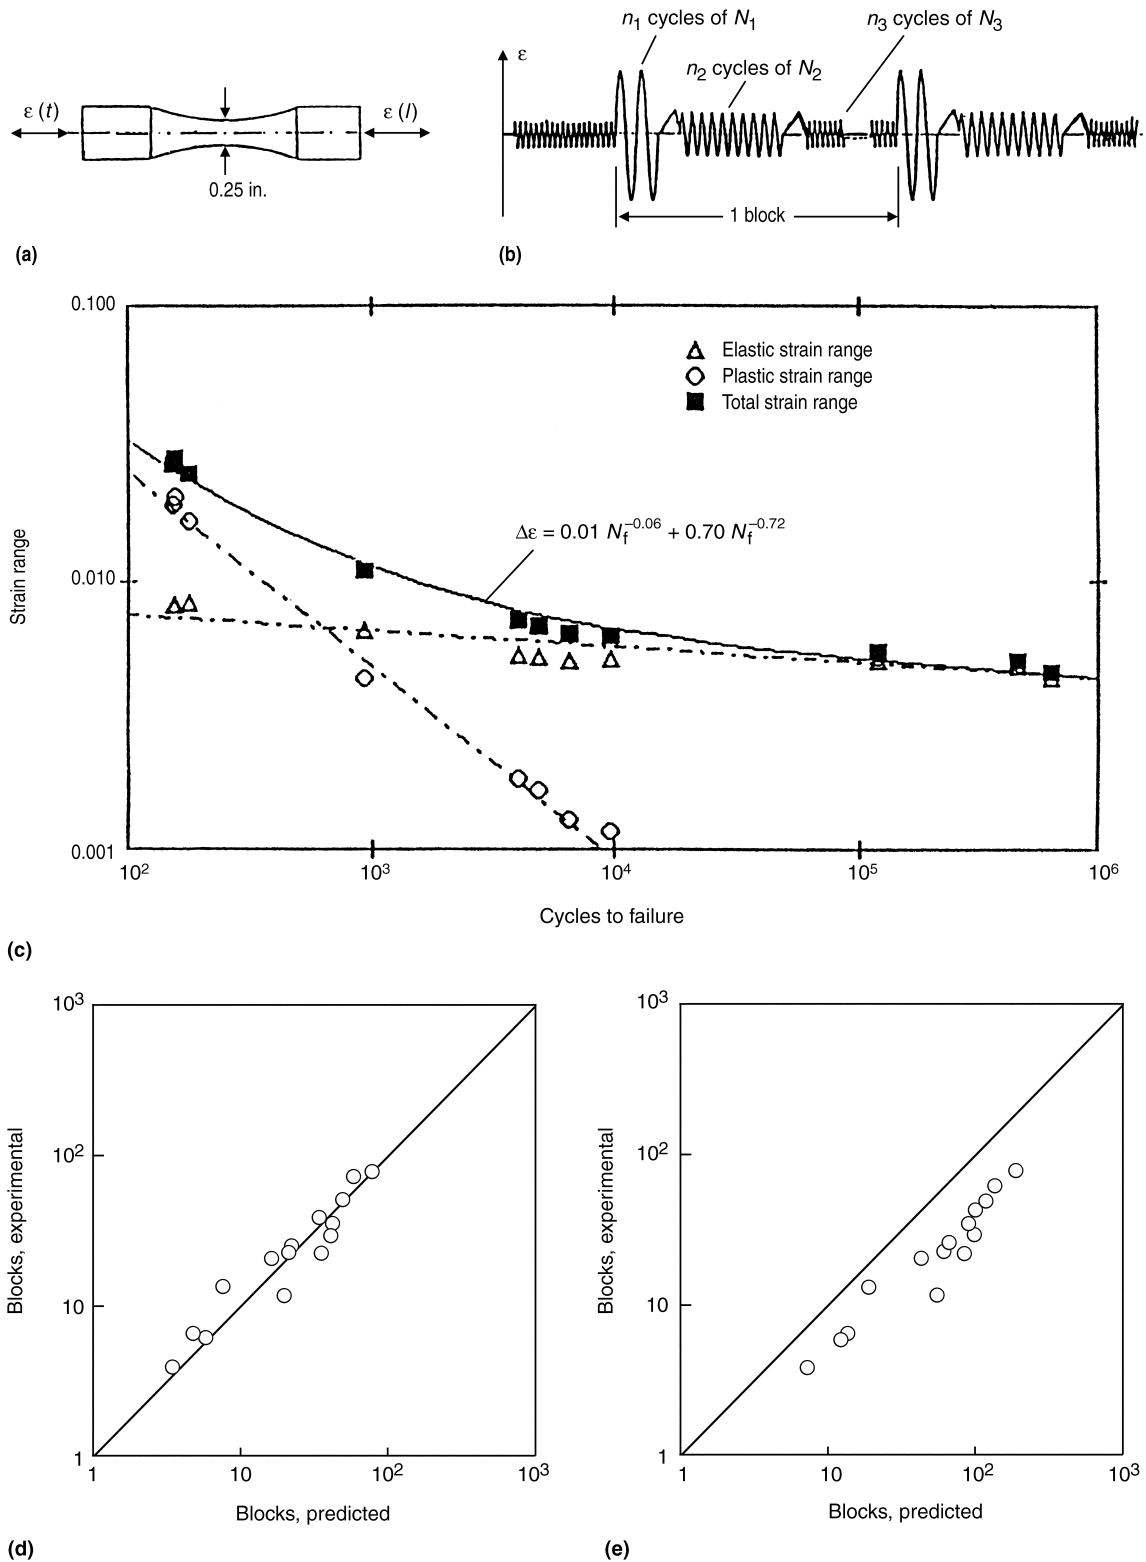 n1 cycles of N1
n3 cycles of N3
n2 cycles of N2
ε
ε (t)
ε (l)
0.25 in.
1 block
(a)
(b)
0.100
Elastic strain range
Plastic strain range
Total strain range
Δε = 0.01 Nf^–0.06 + 0.70 Nf^–0.72
Strain range
0.010
0.001
10^2
10^3
10^4
10^5
10^6
Cycles to failure
(c)
10^3
10^2
10
1
Blocks, experimental
1
10
10^2
10^3
Blocks, predicted
(d)
10^3
10^2
10
1
Blocks, experimental
1
10
10^2
10^3
Blocks, predicted
(e)